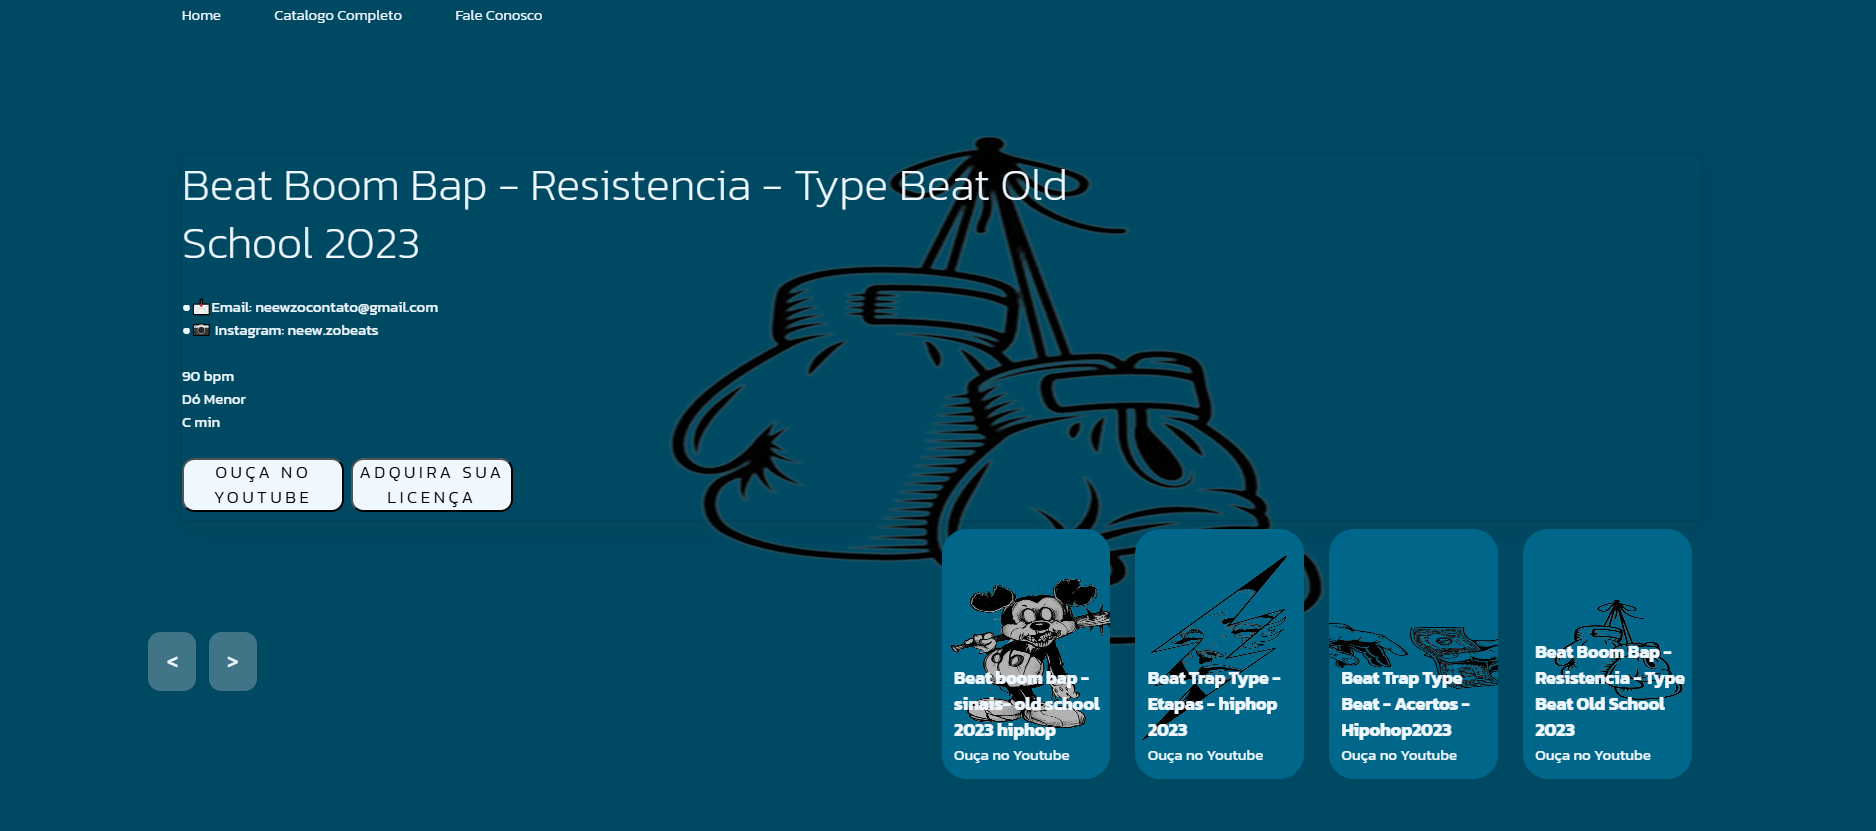 Home Catalogo Completo Fale Conosco
Beat Boom Bap - Resistencia - Type Beat Old
School 2023
● 📩Email: neewzocontato@gmail.com
● 📷 Instagram: neew.zobeats
90 bpm
Dó Menor
C min
OUÇA NO
YOUTUBE
ADQUIRA SUA
LICENÇA
< >
Beat boom bap -
sinais- old school
2023 hiphop
Ouça no Youtube
Beat Trap Type -
Etapas - hiphop
2023
Ouça no Youtube
Beat Trap Type
Beat - Acertos -
Hipohop2023
Ouça no Youtube
Beat Boom Bap -
Resistencia - Type
Beat Old School
2023
Ouça no Youtube